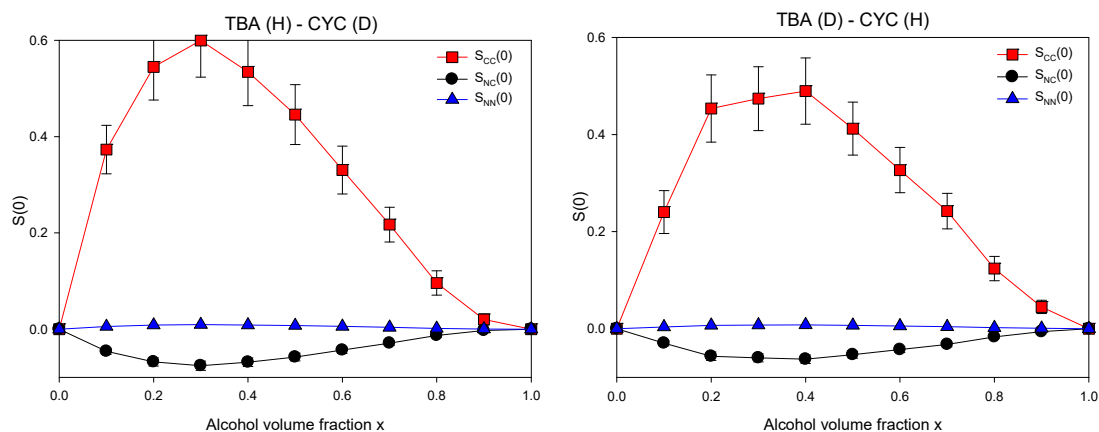 TBA (H) - CYC (D)
S(0)
0.6
0.4
0.2
0.0
S_CC(0)
S_NC(0)
S_NN(0)
0.0 0.2 0.4 0.6 0.8 1.0
Alcohol volume fraction x
TBA (D) - CYC (H)
S(0)
0.6
0.4
0.2
0.0
S_CC(0)
S_NC(0)
S_NN(0)
0.0 0.2 0.4 0.6 0.8 1.0
Alcohol volume fraction x